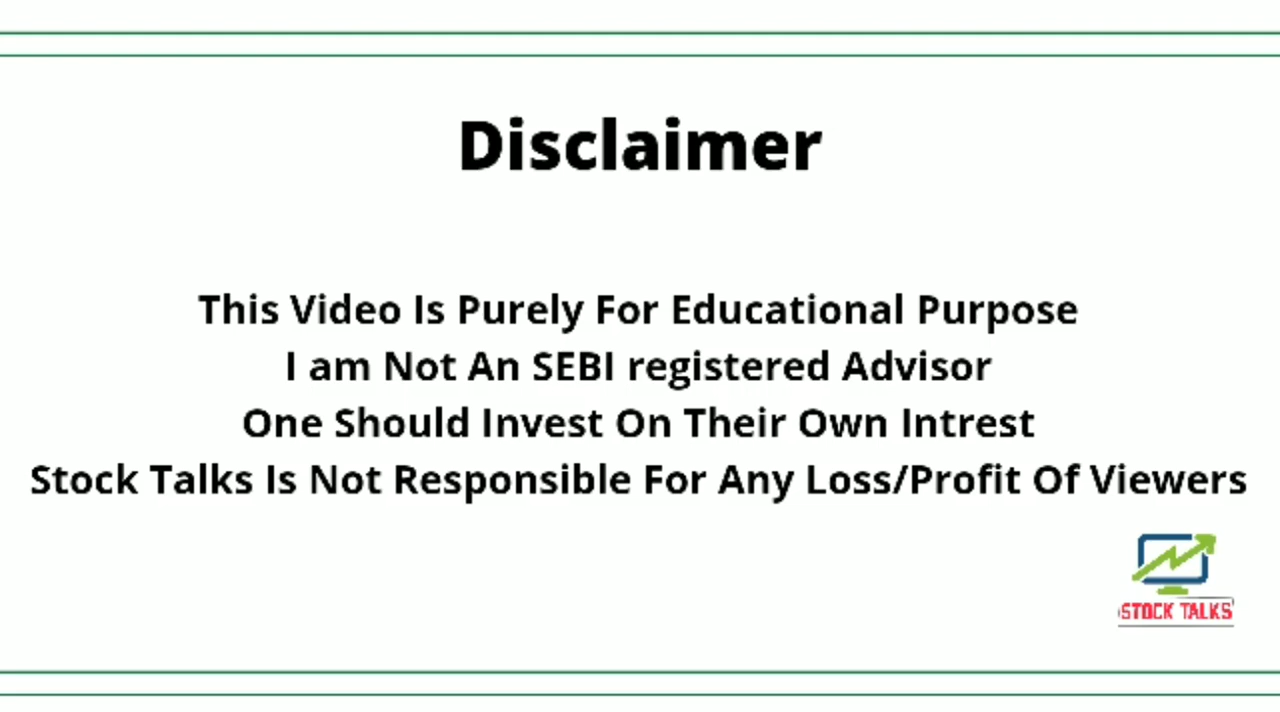 Disclaimer
This Video Is Purely For Educational Purpose
I am Not An SEBI registered Advisor
One Should Invest On Their Own Intrest
Stock Talks Is Not Responsible For Any Loss/Profit Of Viewers
STOCK TALKS